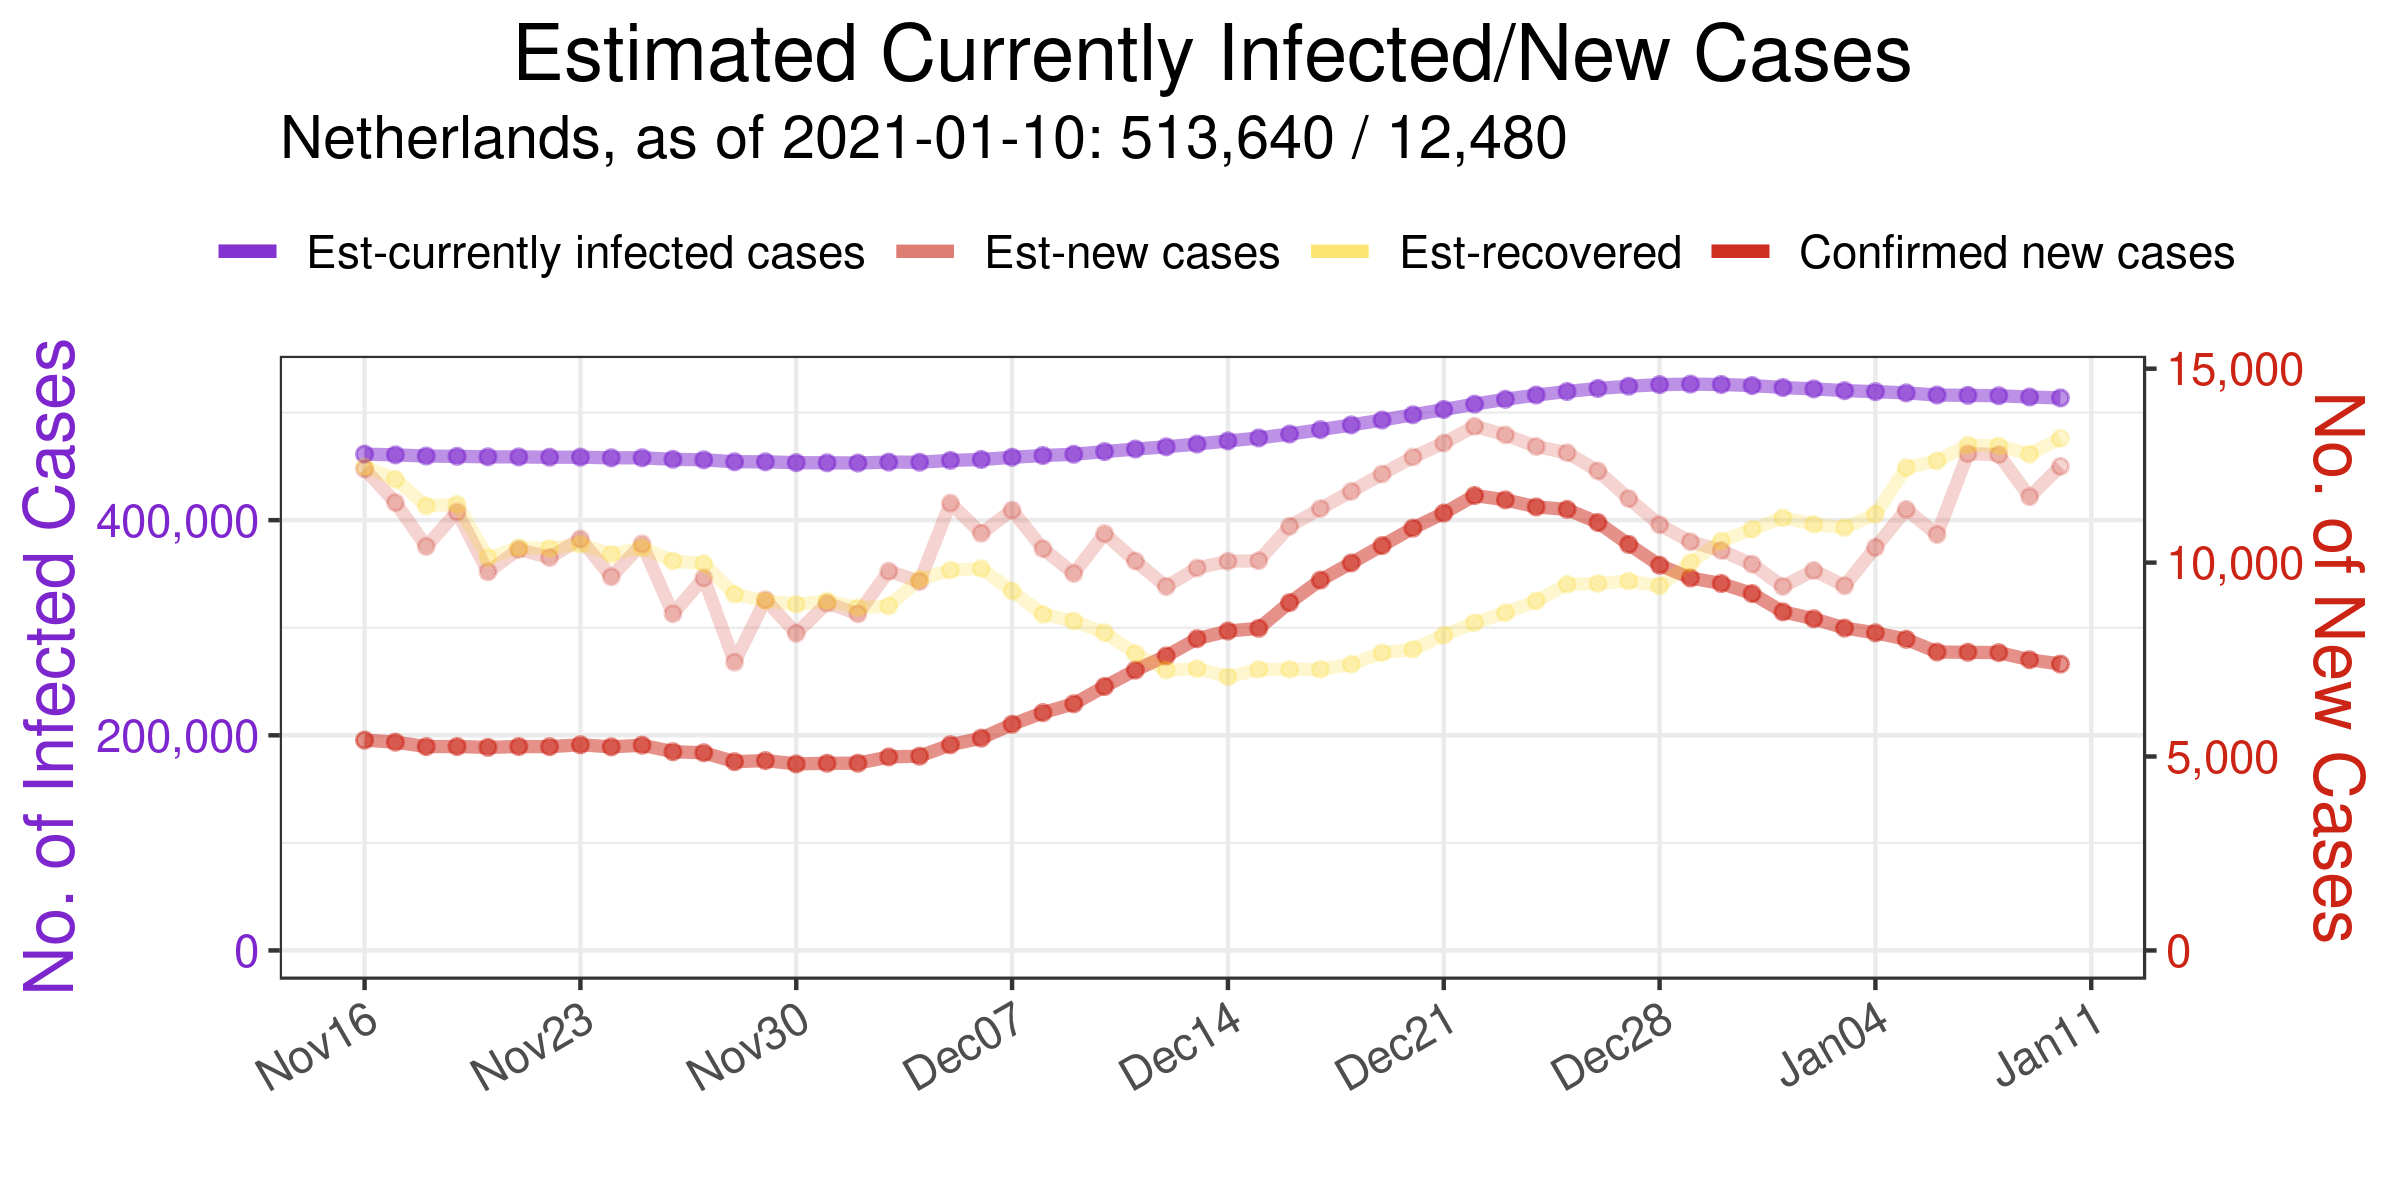 Estimated Currently Infected/New Cases
Netherlands, as of 2021-01-10: 513,640 / 12,480
Est-currently infected cases Est-new cases Est-recovered Confirmed new cases
No. of Infected Cases
400,000
200,000
0
15,000
10,000
5,000
0
No. of New Cases
Nov16 Nov23 Nov30 Dec07 Dec14 Dec21 Dec28 Jan04 Jan11